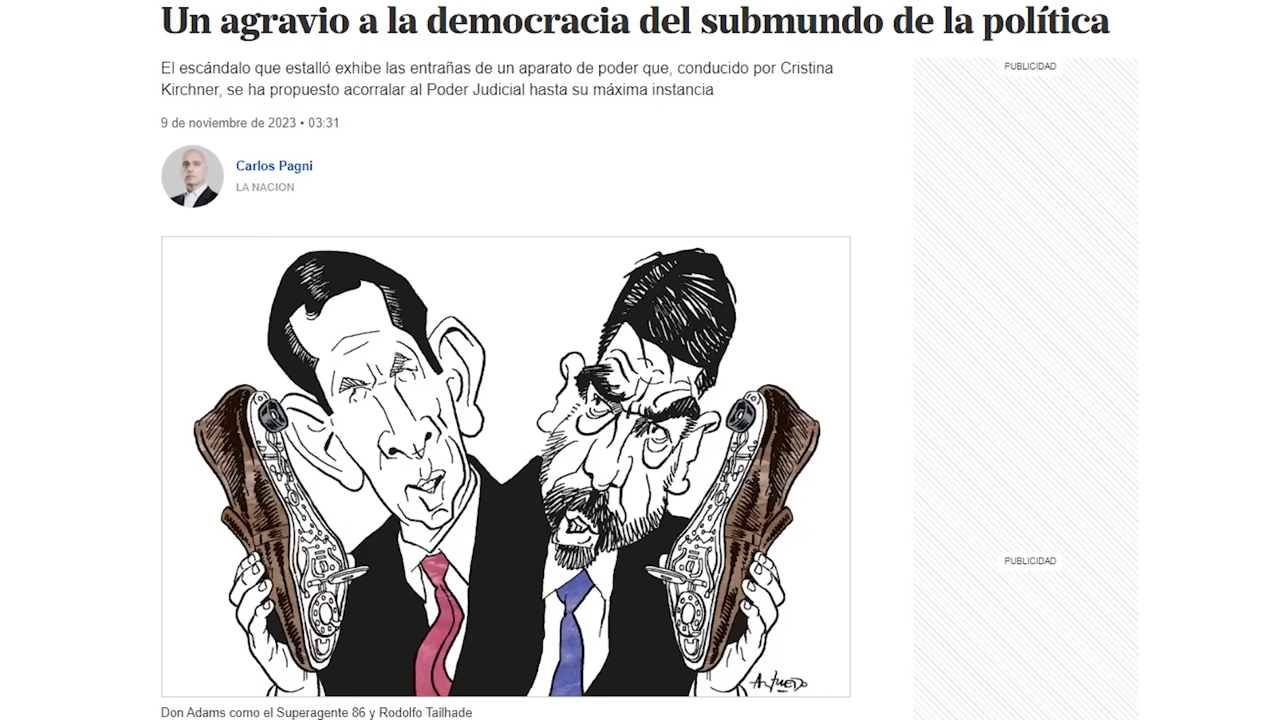 Un agravio a la democracia del submundo de la política
El escándalo que estalló exhibe las entrañas de un aparato de poder que, conducido por Cristina
Kirchner, se ha propuesto acorralar al Poder Judicial hasta su máxima instancia
PUBLICIDAD
9 de noviembre de 2023 • 03:31
Carlos Pagni
LA NACION
PUBLICIDAD
Don Adams como el Superagente 86 y Rodolfo Tailhade